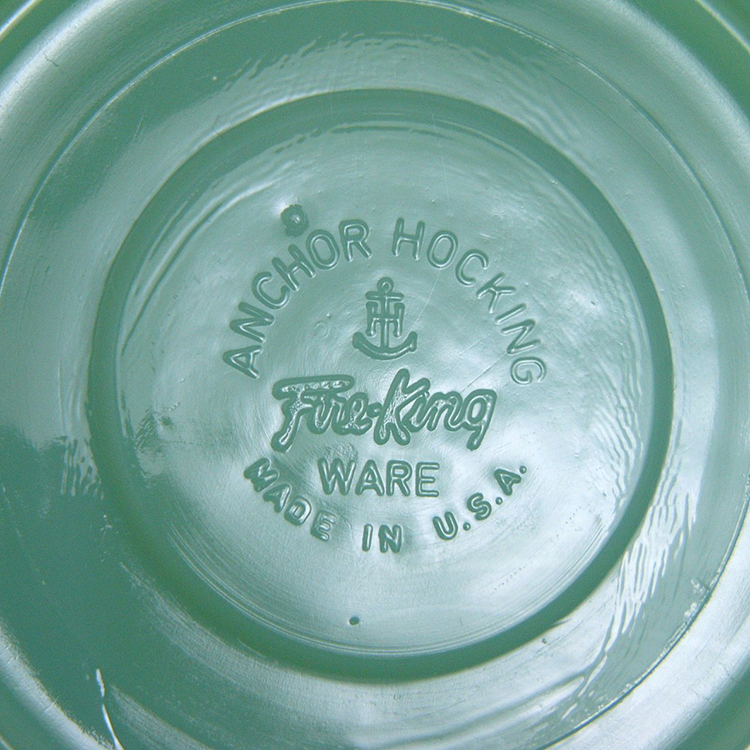 ANCHOR HOCKING
H
Fire-King
WARE
MADE IN U.S.A.